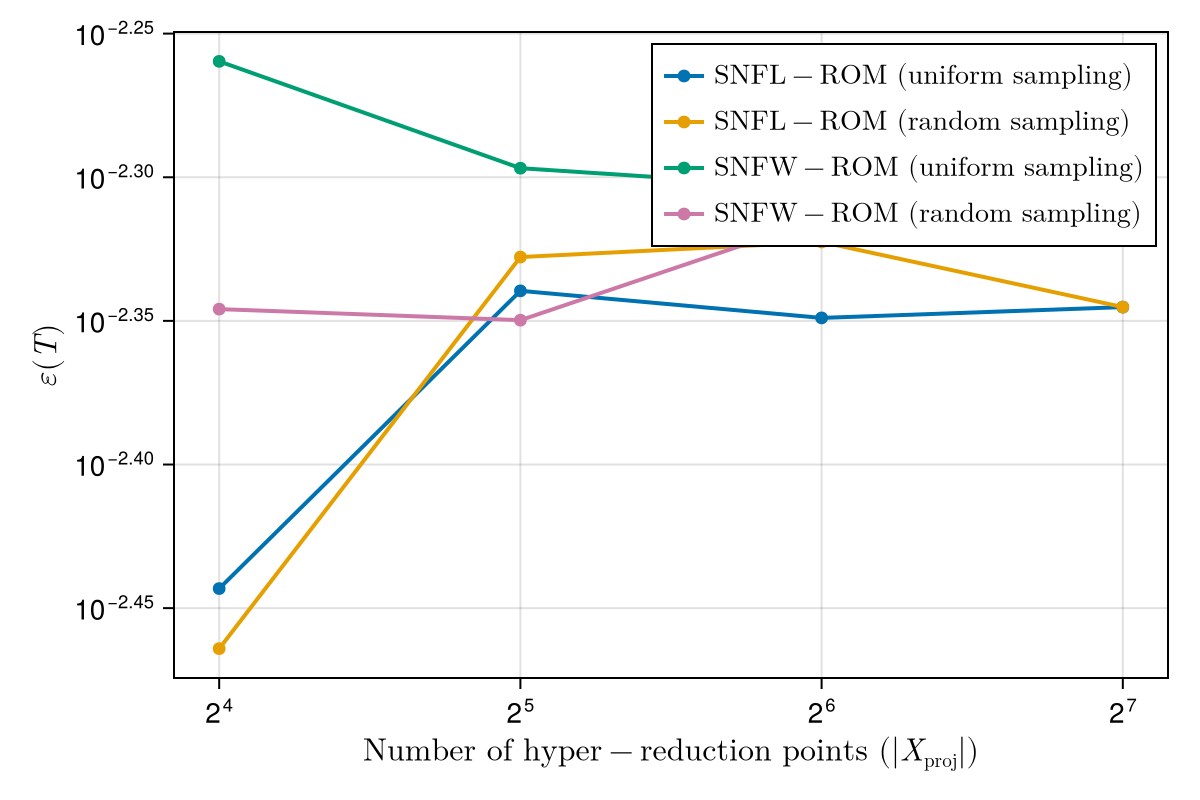 10^−2.25
10^−2.30
10^−2.35
10^−2.40
10^−2.45
ε(T)
SNFL − ROM (uniform sampling)
SNFL − ROM (random sampling)
SNFW − ROM (uniform sampling)
SNFW − ROM (random sampling)
2^4 2^5 2^6 2^7
Number of hyper − reduction points (|X_proj|)